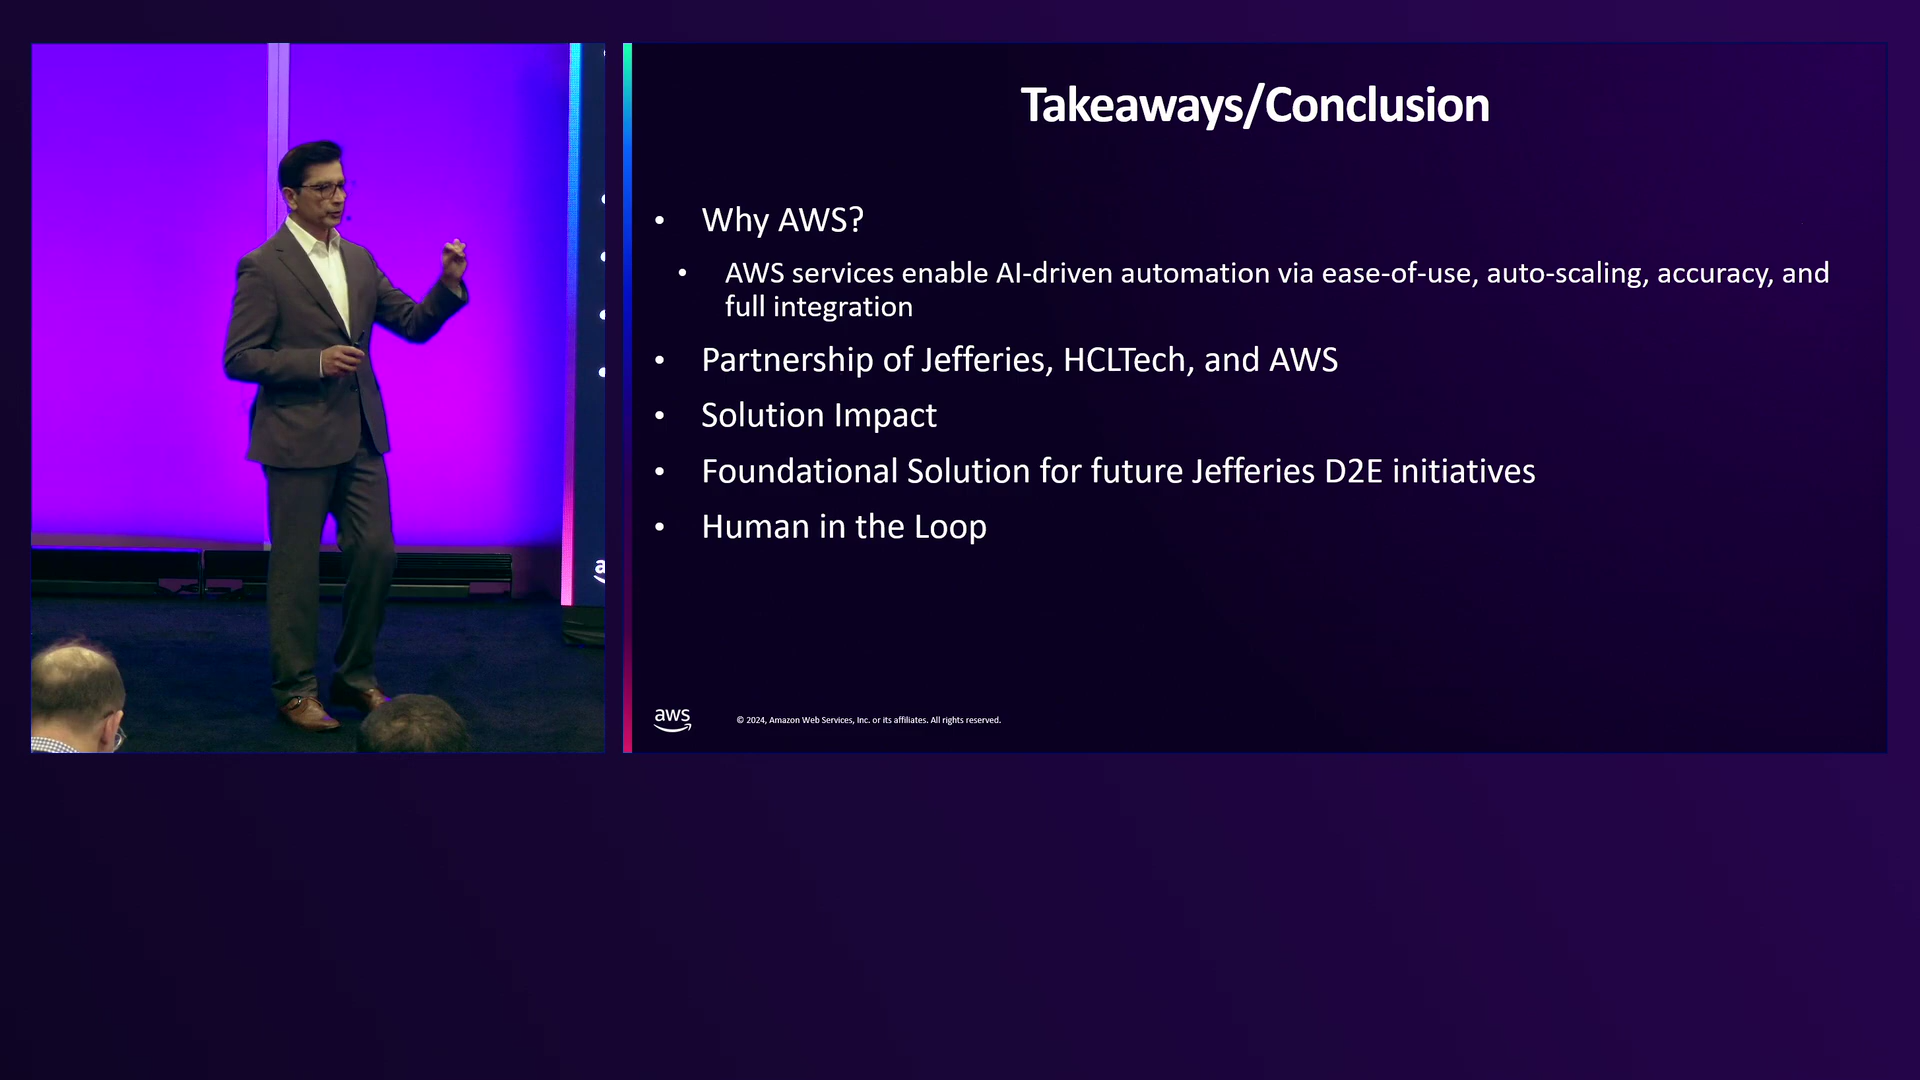 Takeaways/Conclusion
• Why AWS?
• AWS services enable AI-driven automation via ease-of-use, auto-scaling, accuracy, and
full integration
• Partnership of Jefferies, HCLTech, and AWS
• Solution Impact
• Foundational Solution for future Jefferies D2E initiatives
• Human in the Loop
aws
© 2024, Amazon Web Services, Inc. or its affiliates. All rights reserved.